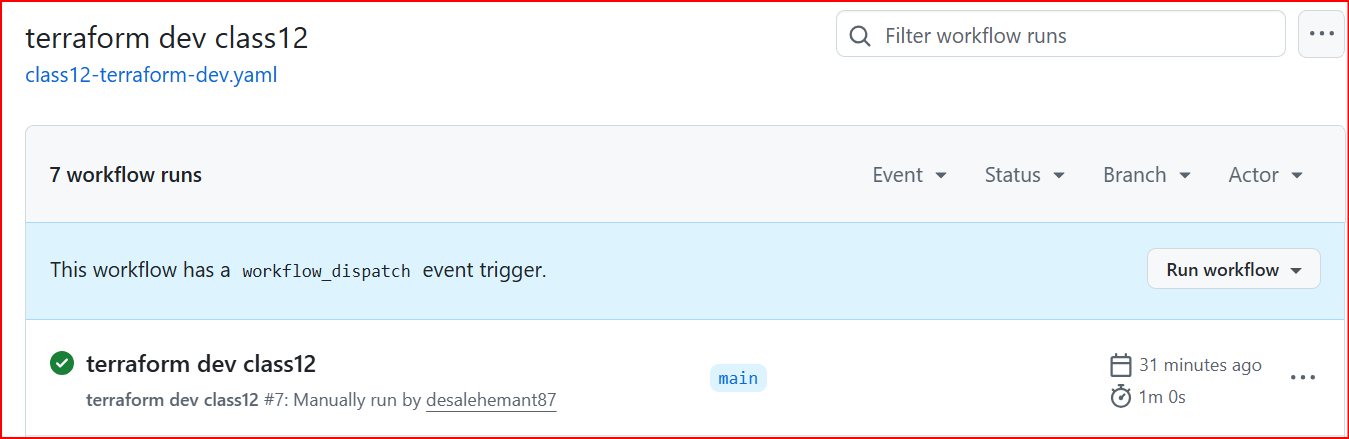 terraform dev class12
Filter workflow runs
class12-terraform-dev.yaml
7 workflow runs
Event
Status
Branch
Actor
This workflow has a workflow_dispatch event trigger.
Run workflow
terraform dev class12
main
31 minutes ago
terraform dev class12 #7: Manually run by desalehemant87
1m 0s